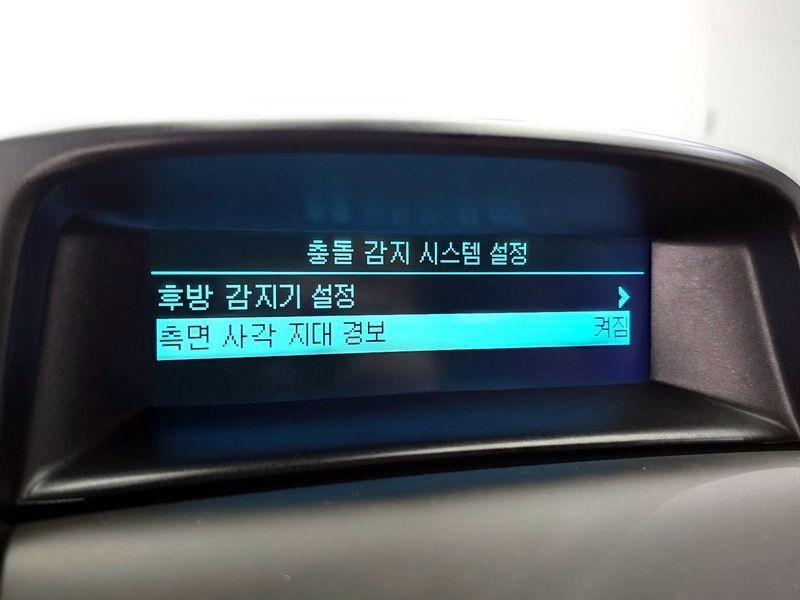 충돌 감지 시스템 설정
후방 감지기 설정
측면 사각 지대 경보 켜짐